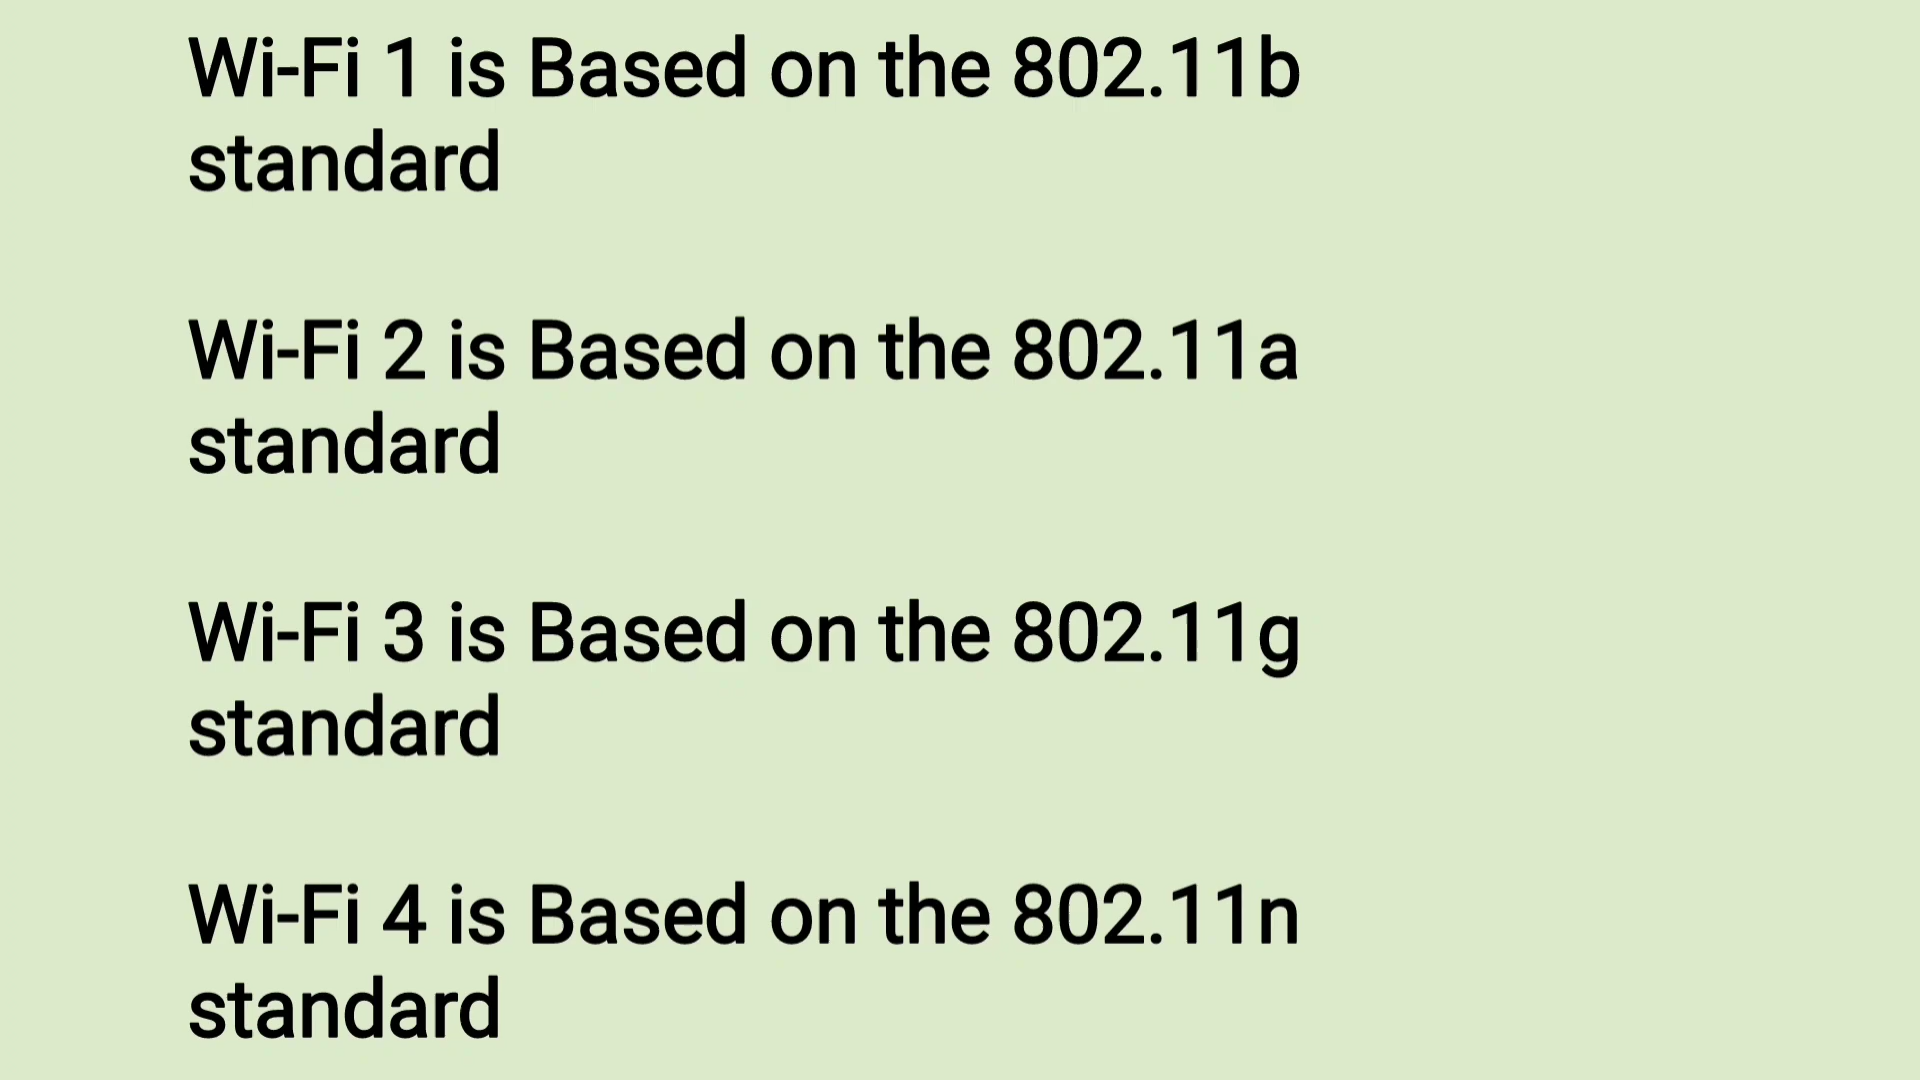 Wi-Fi 1 is Based on the 802.11b
standard
Wi-Fi 2 is Based on the 802.11a
standard
Wi-Fi 3 is Based on the 802.11g
standard
Wi-Fi 4 is Based on the 802.11n
standard